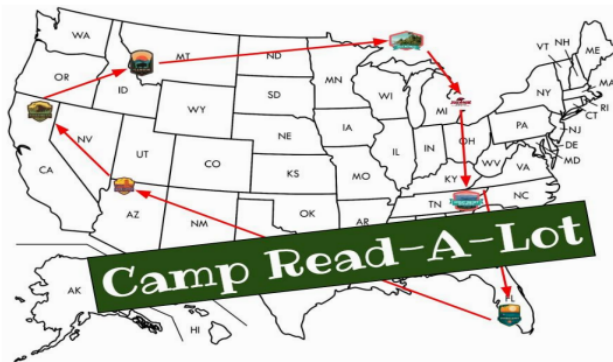 WA
MT
ND
OR
ID
MN
SD
WI
WY
MI
NY
VT
NH
ME
MA
RI
CT
NJ
DE
MD
PA
IA
NE
NV
UT
CO
CA
IL
IN
OH
WV
VA
KS
MO
KY
NC
TN
AZ
NM
OK
AR
Camp Read-A-Lot
AK
HI
FL